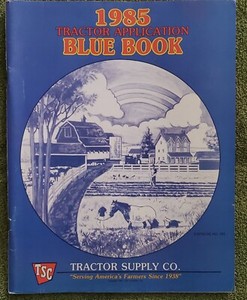 1985
TRACTOR APPLICATION
BLUE BOOK
TSC
TRACTOR SUPPLY CO.
"Serving America's Farmers Since 1938"